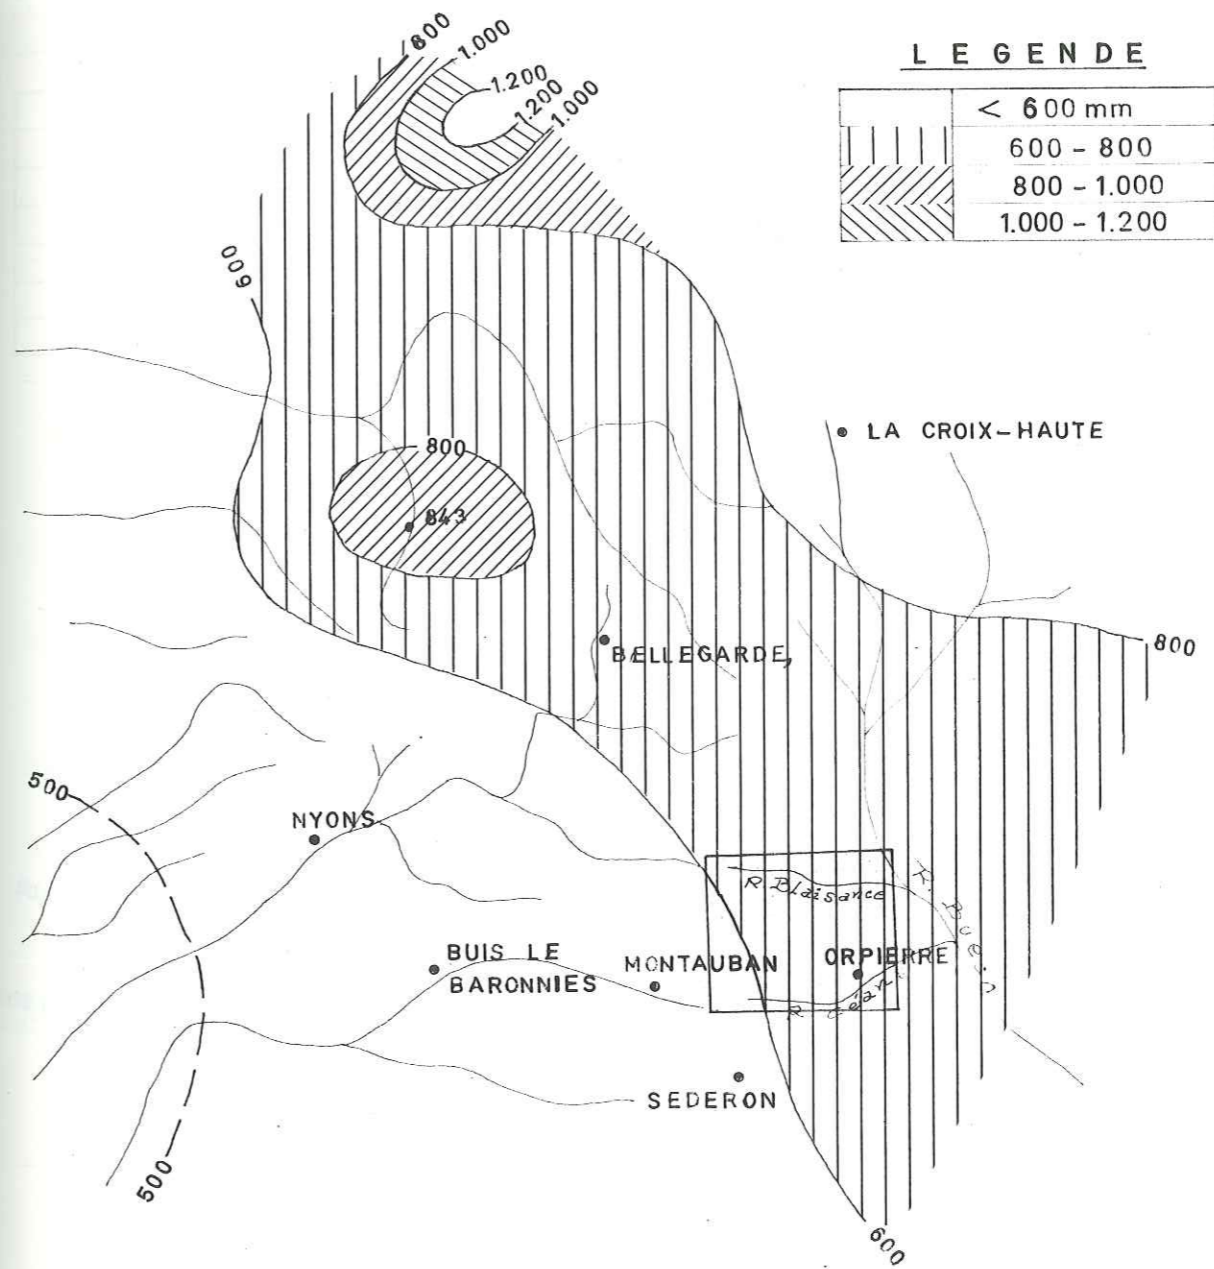 800
1.000
1.200
1.200
1.000
LEGENDE
< 600 mm
600 - 800
800 - 1.000
1.000 - 1.200
600
LA CROIX-HAUTE
800
843
BELLEGARDE,
800
500
NYONS
R. Blaisance
R. Buech
BUIS LE
BARONNIES
MONTAUBAN
ORPIERRE
R. Céans
SEDERON
500
600